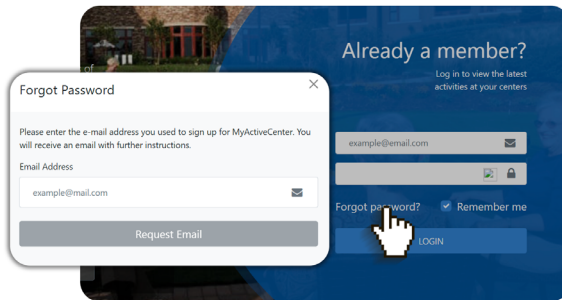 Already a member?
Log in to view the latest
activities at your centers
of
Forgot Password
Please enter the e-mail address you used to sign up for MyActiveCenter. You
will receive an email with further instructions.
Email Address
example@mail.com
Request Email
example@email.com
Forgot password?
Remember me
LOGIN